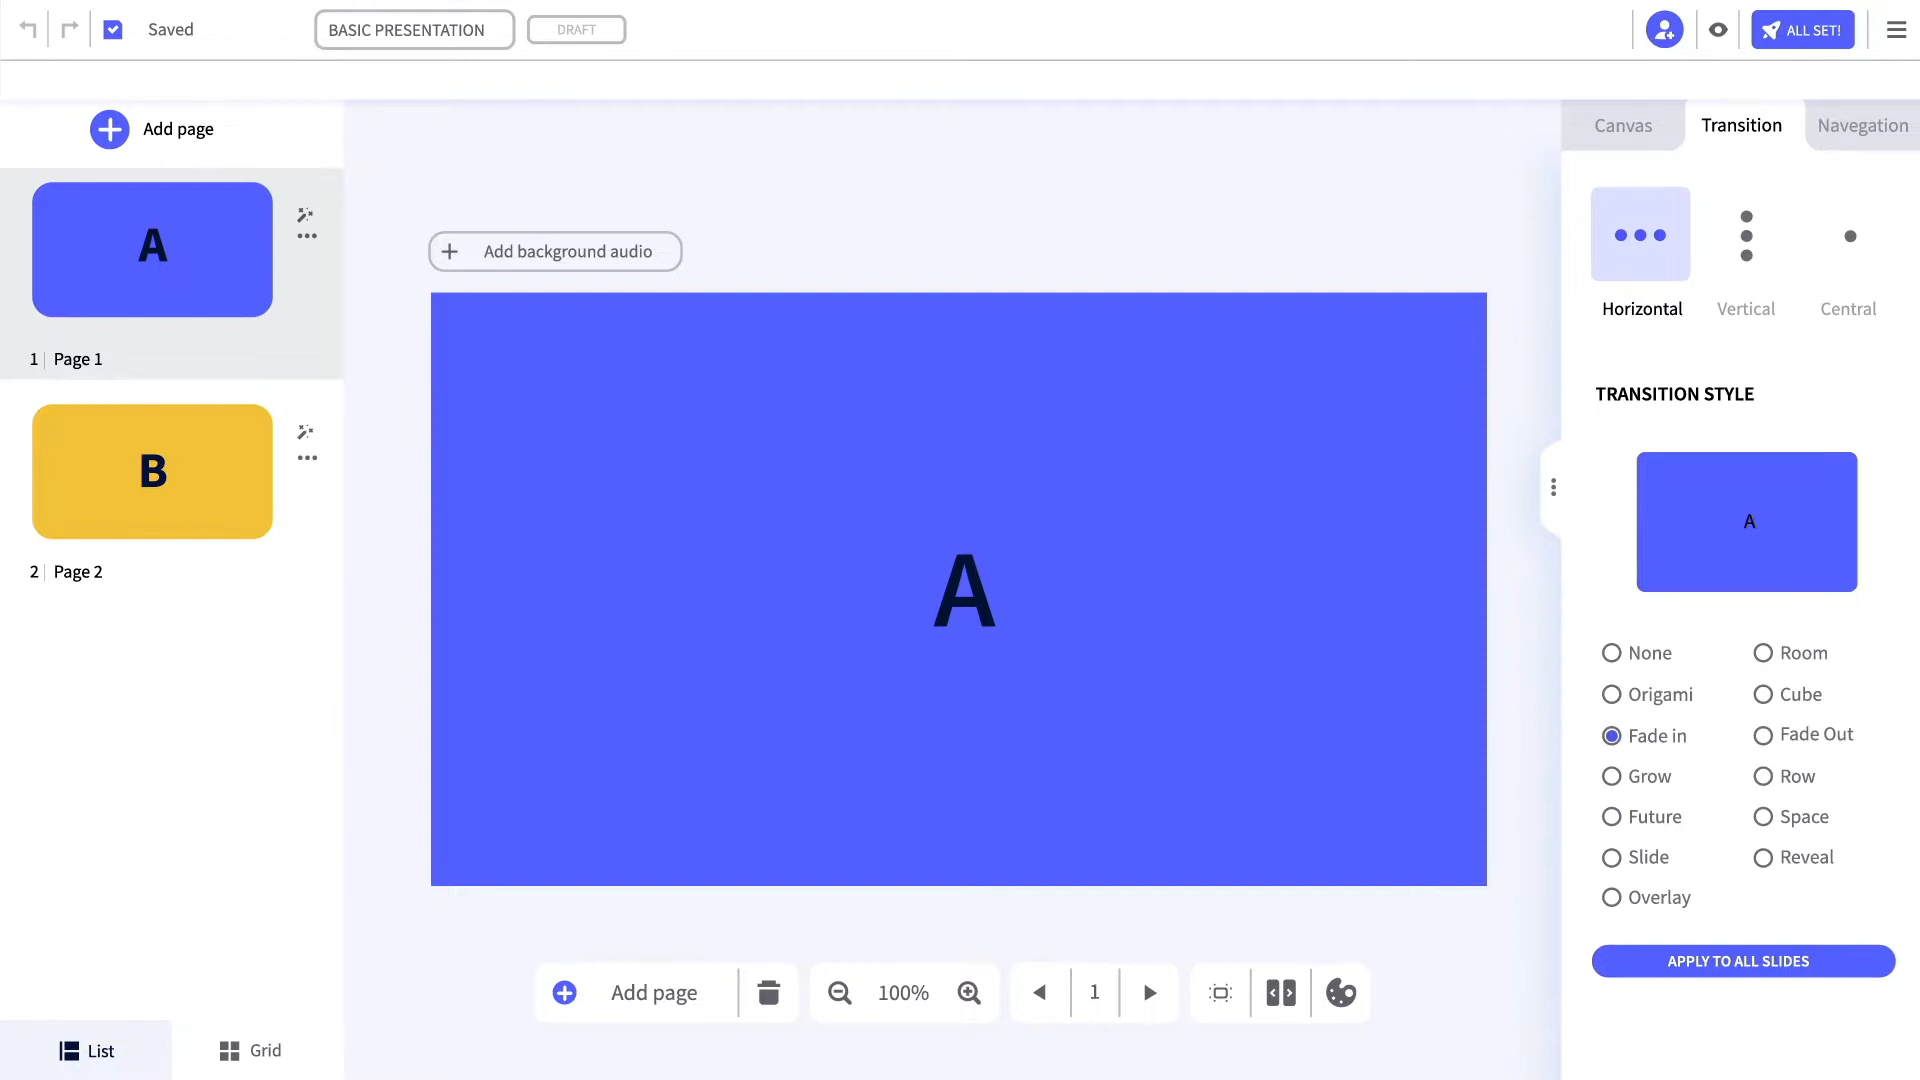 Saved
BASIC PRESENTATION
DRAFT
ALL SET!
Add page
A
1 Page 1
B
2 Page 2
Add background audio
A
Add page
100%
1
List
Grid
Canvas
Transition
Navegation
Horizontal
Vertical
Central
TRANSITION STYLE
A
None
Room
Origami
Cube
Fade in
Fade Out
Grow
Row
Future
Space
Slide
Reveal
Overlay
APPLY TO ALL SLIDES